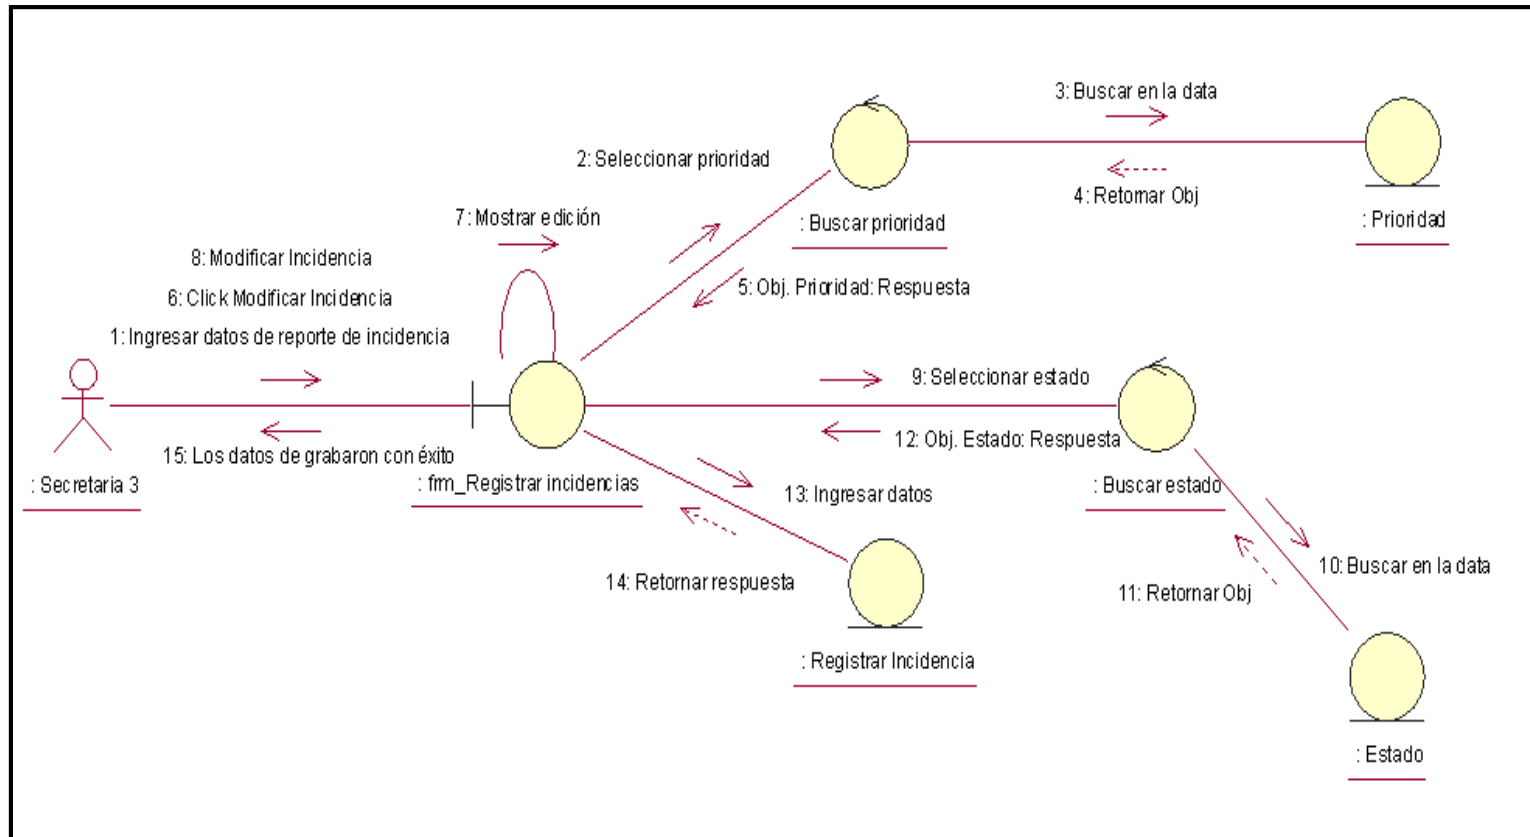 3: Buscar en la data
2: Seleccionar prioridad
4: Retornar Obj
7: Mostrar edición
: Buscar prioridad
: Prioridad
8: Modificar Incidencia
5: Obj. Prioridad: Respuesta
6: Click Modificar Incidencia
1: Ingresar datos de reporte de incidencia
9: Seleccionar estado
12: Obj. Estado: Respuesta
15: Los datos de grabaron con éxito
: Secretaria 3
: frm_Registrar incidencias
: Buscar estado
13: Ingresar datos
10: Buscar en la data
14: Retornar respuesta
11: Retornar Obj
: Registrar Incidencia
: Estado